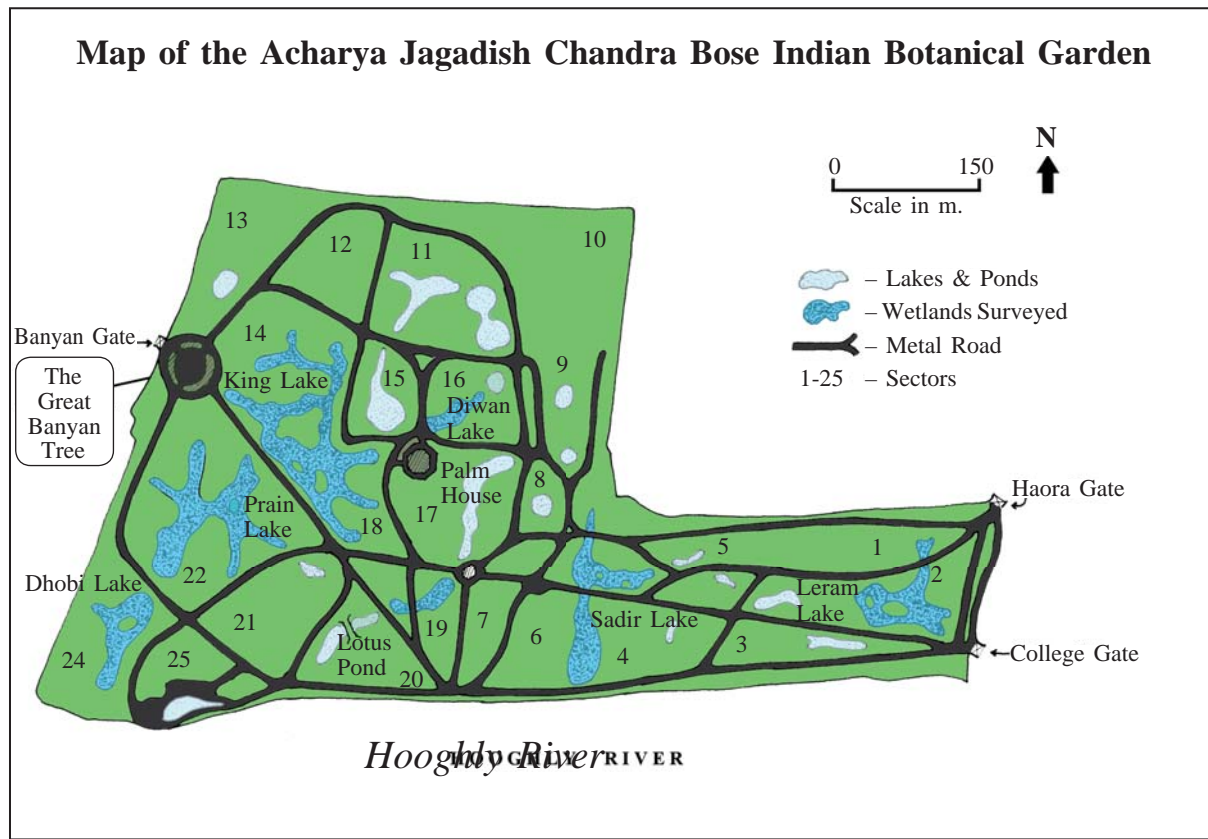 Map of the Acharya Jagadish Chandra Bose Indian Botanical Garden
N
0 150
Scale in m.
– Lakes & Ponds
– Wetlands Surveyed
– Metal Road
1-25 – Sectors
13
12
11
10
Banyan Gate
14
The
Great
Banyan
Tree
King Lake
15
16
9
Diwan
Lake
Palm
House
8
Haora Gate
Prain
Lake
18
17
5
1
Dhobi Lake
22
Leram
Lake
2
21
19
7
6
Sadir Lake
Lotus
Pond
3
College Gate
24
25
20
4
Hooghly River
HOOGHLY RIVER